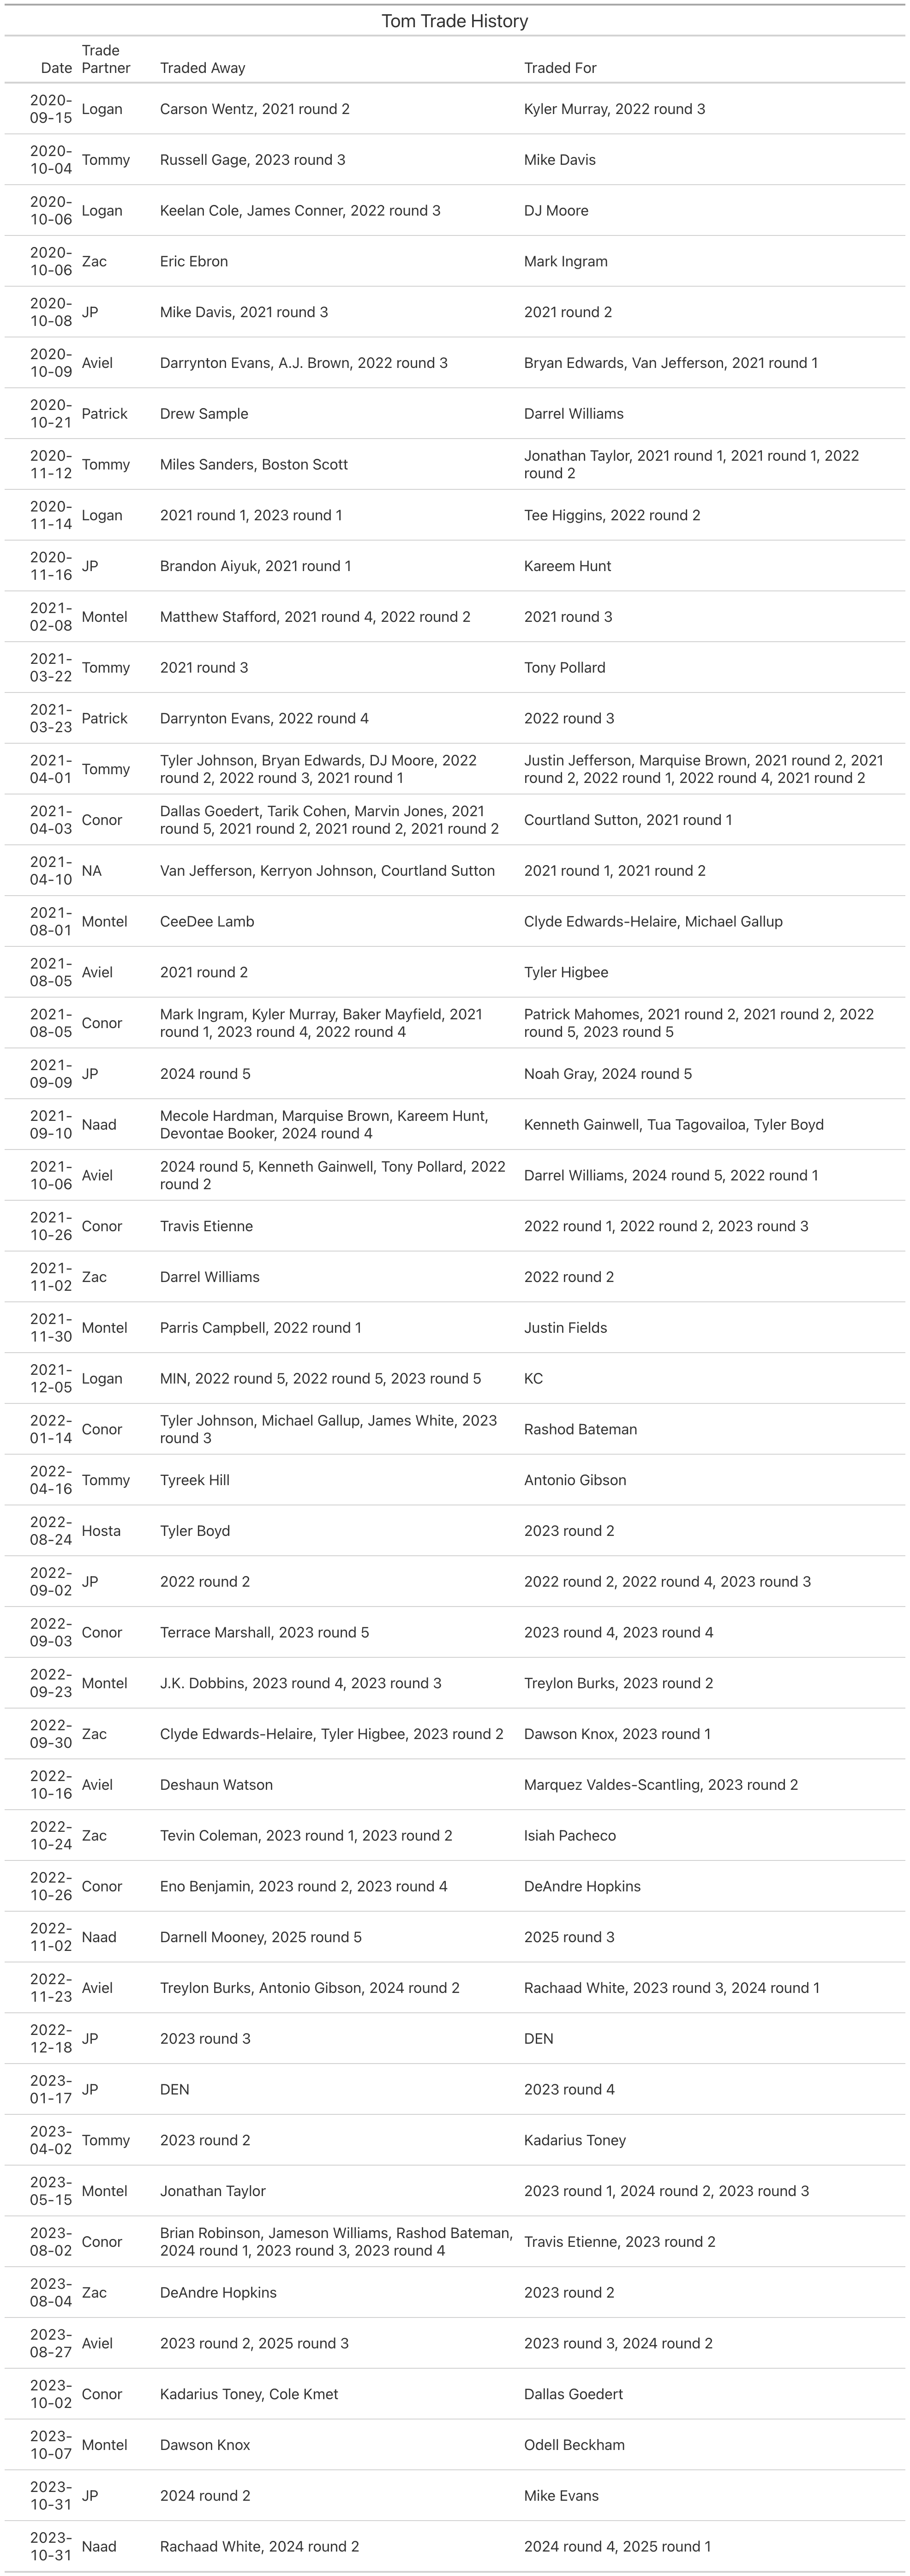 Tom Trade History
Date Trade Partner Traded Away Traded For
2020-09-15 Logan Carson Wentz, 2021 round 2 Kyler Murray, 2022 round 3
2020-10-04 Tommy Russell Gage, 2023 round 3 Mike Davis
2020-10-06 Logan Keelan Cole, James Conner, 2022 round 3 DJ Moore
2020-10-06 Zac Eric Ebron Mark Ingram
2020-10-08 JP Mike Davis, 2021 round 3 2021 round 2
2020-10-09 Aviel Darrynton Evans, A.J. Brown, 2022 round 3 Bryan Edwards, Van Jefferson, 2021 round 1
2020-10-21 Patrick Drew Sample Darrel Williams
2020-11-12 Tommy Miles Sanders, Boston Scott Jonathan Taylor, 2021 round 1, 2021 round 1, 2022 round 2
2020-11-14 Logan 2021 round 1, 2023 round 1 Tee Higgins, 2022 round 2
2020-11-16 JP Brandon Aiyuk, 2021 round 1 Kareem Hunt
2021-02-08 Montel Matthew Stafford, 2021 round 4, 2022 round 2 2021 round 3
2021-03-22 Tommy 2021 round 3 Tony Pollard
2021-03-23 Patrick Darrynton Evans, 2022 round 4 2022 round 3
2021-04-01 Tommy Tyler Johnson, Bryan Edwards, DJ Moore, 2022 round 2, 2022 round 3, 2021 round 1 Justin Jefferson, Marquise Brown, 2021 round 2, 2021 round 2, 2022 round 1, 2022 round 4, 2021 round 2
2021-04-03 Conor Dallas Goedert, Tarik Cohen, Marvin Jones, 2021 round 5, 2021 round 2, 2021 round 2, 2021 round 2 Courtland Sutton, 2021 round 1
2021-04-10 NA Van Jefferson, Kerryon Johnson, Courtland Sutton 2021 round 1, 2021 round 2
2021-08-01 Montel CeeDee Lamb Clyde Edwards-Helaire, Michael Gallup
2021-08-05 Aviel 2021 round 2 Tyler Higbee
2021-08-05 Conor Mark Ingram, Kyler Murray, Baker Mayfield, 2021 round 1, 2023 round 4, 2022 round 4 Patrick Mahomes, 2021 round 2, 2021 round 2, 2022 round 5, 2023 round 5
2021-09-09 JP 2024 round 5 Noah Gray, 2024 round 5
2021-09-10 Naad Mecole Hardman, Marquise Brown, Kareem Hunt, Devontae Booker, 2024 round 4 Kenneth Gainwell, Tua Tagovailoa, Tyler Boyd
2021-10-06 Aviel 2024 round 5, Kenneth Gainwell, Tony Pollard, 2022 round 2 Darrel Williams, 2024 round 5, 2022 round 1
2021-10-26 Conor Travis Etienne 2022 round 1, 2022 round 2, 2023 round 3
2021-11-02 Zac Darrel Williams 2022 round 2
2021-11-30 Montel Parris Campbell, 2022 round 1 Justin Fields
2021-12-05 Logan MIN, 2022 round 5, 2022 round 5, 2023 round 5 KC
2022-01-14 Conor Tyler Johnson, Michael Gallup, James White, 2023 round 3 Rashod Bateman
2022-04-16 Tommy Tyreek Hill Antonio Gibson
2022-08-24 Hosta Tyler Boyd 2023 round 2
2022-09-02 JP 2022 round 2 2022 round 2, 2022 round 4, 2023 round 3
2022-09-03 Conor Terrace Marshall, 2023 round 5 2023 round 4, 2023 round 4
2022-09-23 Montel J.K. Dobbins, 2023 round 4, 2023 round 3 Treylon Burks, 2023 round 2
2022-09-30 Zac Clyde Edwards-Helaire, Tyler Higbee, 2023 round 2 Dawson Knox, 2023 round 1
2022-10-16 Aviel Deshaun Watson Marquez Valdes-Scantling, 2023 round 2
2022-10-24 Zac Tevin Coleman, 2023 round 1, 2023 round 2 Isiah Pacheco
2022-10-26 Conor Eno Benjamin, 2023 round 2, 2023 round 4 DeAndre Hopkins
2022-11-02 Naad Darnell Mooney, 2025 round 5 2025 round 3
2022-11-23 Aviel Treylon Burks, Antonio Gibson, 2024 round 2 Rachaad White, 2023 round 3, 2024 round 1
2022-12-18 JP 2023 round 3 DEN
2023-01-17 JP DEN 2023 round 4
2023-04-02 Tommy 2023 round 2 Kadarius Toney
2023-05-15 Montel Jonathan Taylor 2023 round 1, 2024 round 2, 2023 round 3
2023-08-02 Conor Brian Robinson, Jameson Williams, Rashod Bateman, 2024 round 1, 2023 round 3, 2023 round 4 Travis Etienne, 2023 round 2
2023-08-04 Zac DeAndre Hopkins 2023 round 2
2023-08-27 Aviel 2023 round 2, 2025 round 3 2023 round 3, 2024 round 2
2023-10-02 Conor Kadarius Toney, Cole Kmet Dallas Goedert
2023-10-07 Montel Dawson Knox Odell Beckham
2023-10-31 JP 2024 round 2 Mike Evans
2023-10-31 Naad Rachaad White, 2024 round 2 2024 round 4, 2025 round 1